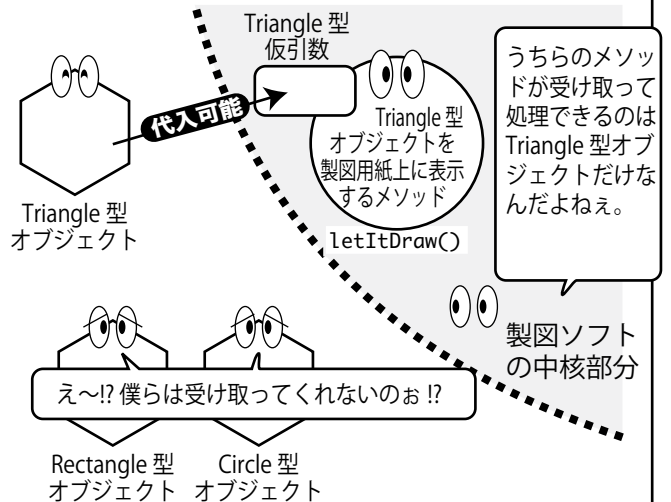 Triangle 型
仮引数
代入可能
Triangle 型
オブジェクトを
製図用紙上に表示
するメソッド
letItDraw()
Triangle 型
オブジェクト
うちらのメソッ
ドが受け取って
処理できるのは
Triangle 型オブ
ジェクトだけな
んだよねぇ。
製図ソフト
の中核部分
え〜!? 僕らは受け取ってくれないのぉ !?
Rectangle 型
オブジェクト
Circle 型
オブジェクト